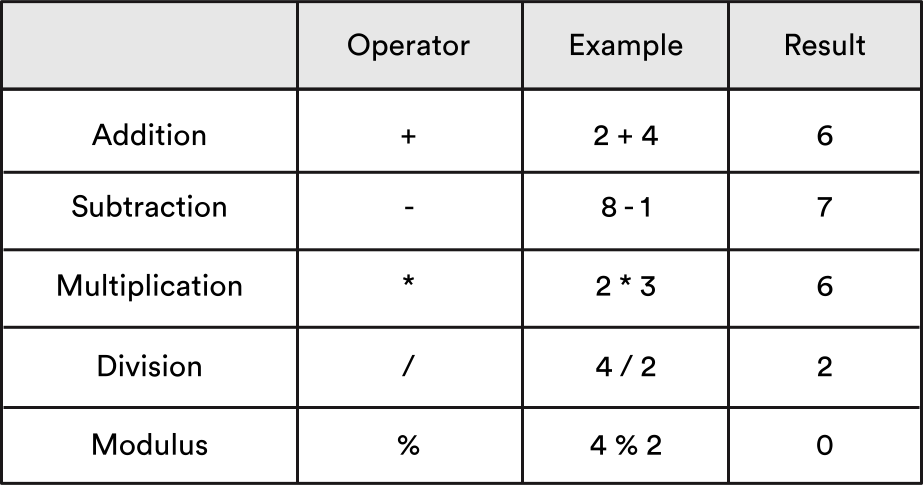 Operator Example Result
Addition + 2 + 4 6
Subtraction - 8 - 1 7
Multiplication * 2 * 3 6
Division / 4 / 2 2
Modulus % 4 % 2 0